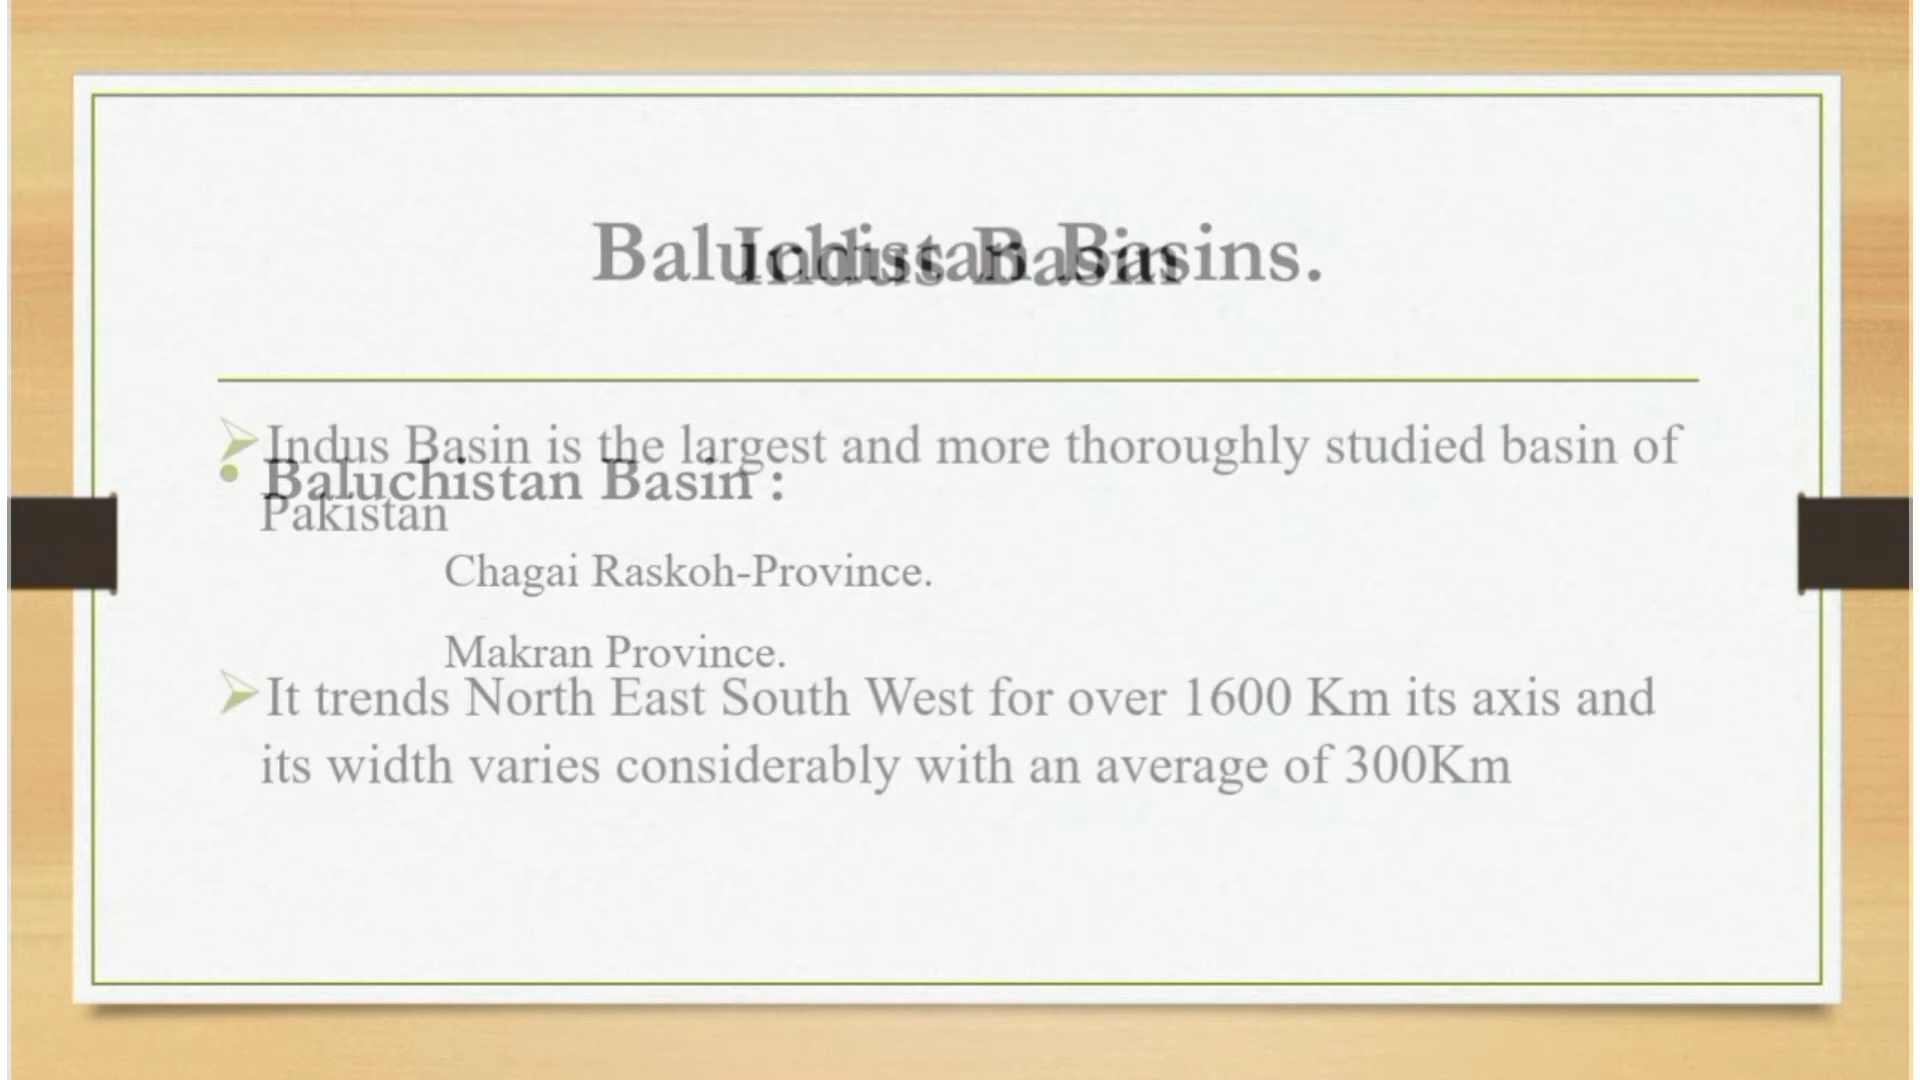 Baluchistan Basins.
Indus Basin
Indus Basin is the largest and more thoroughly studied basin of
Baluchistan Basin :
Pakistan
Chagai Raskoh-Province.
Makran Province.
It trends North East South West for over 1600 Km its axis and
its width varies considerably with an average of 300Km